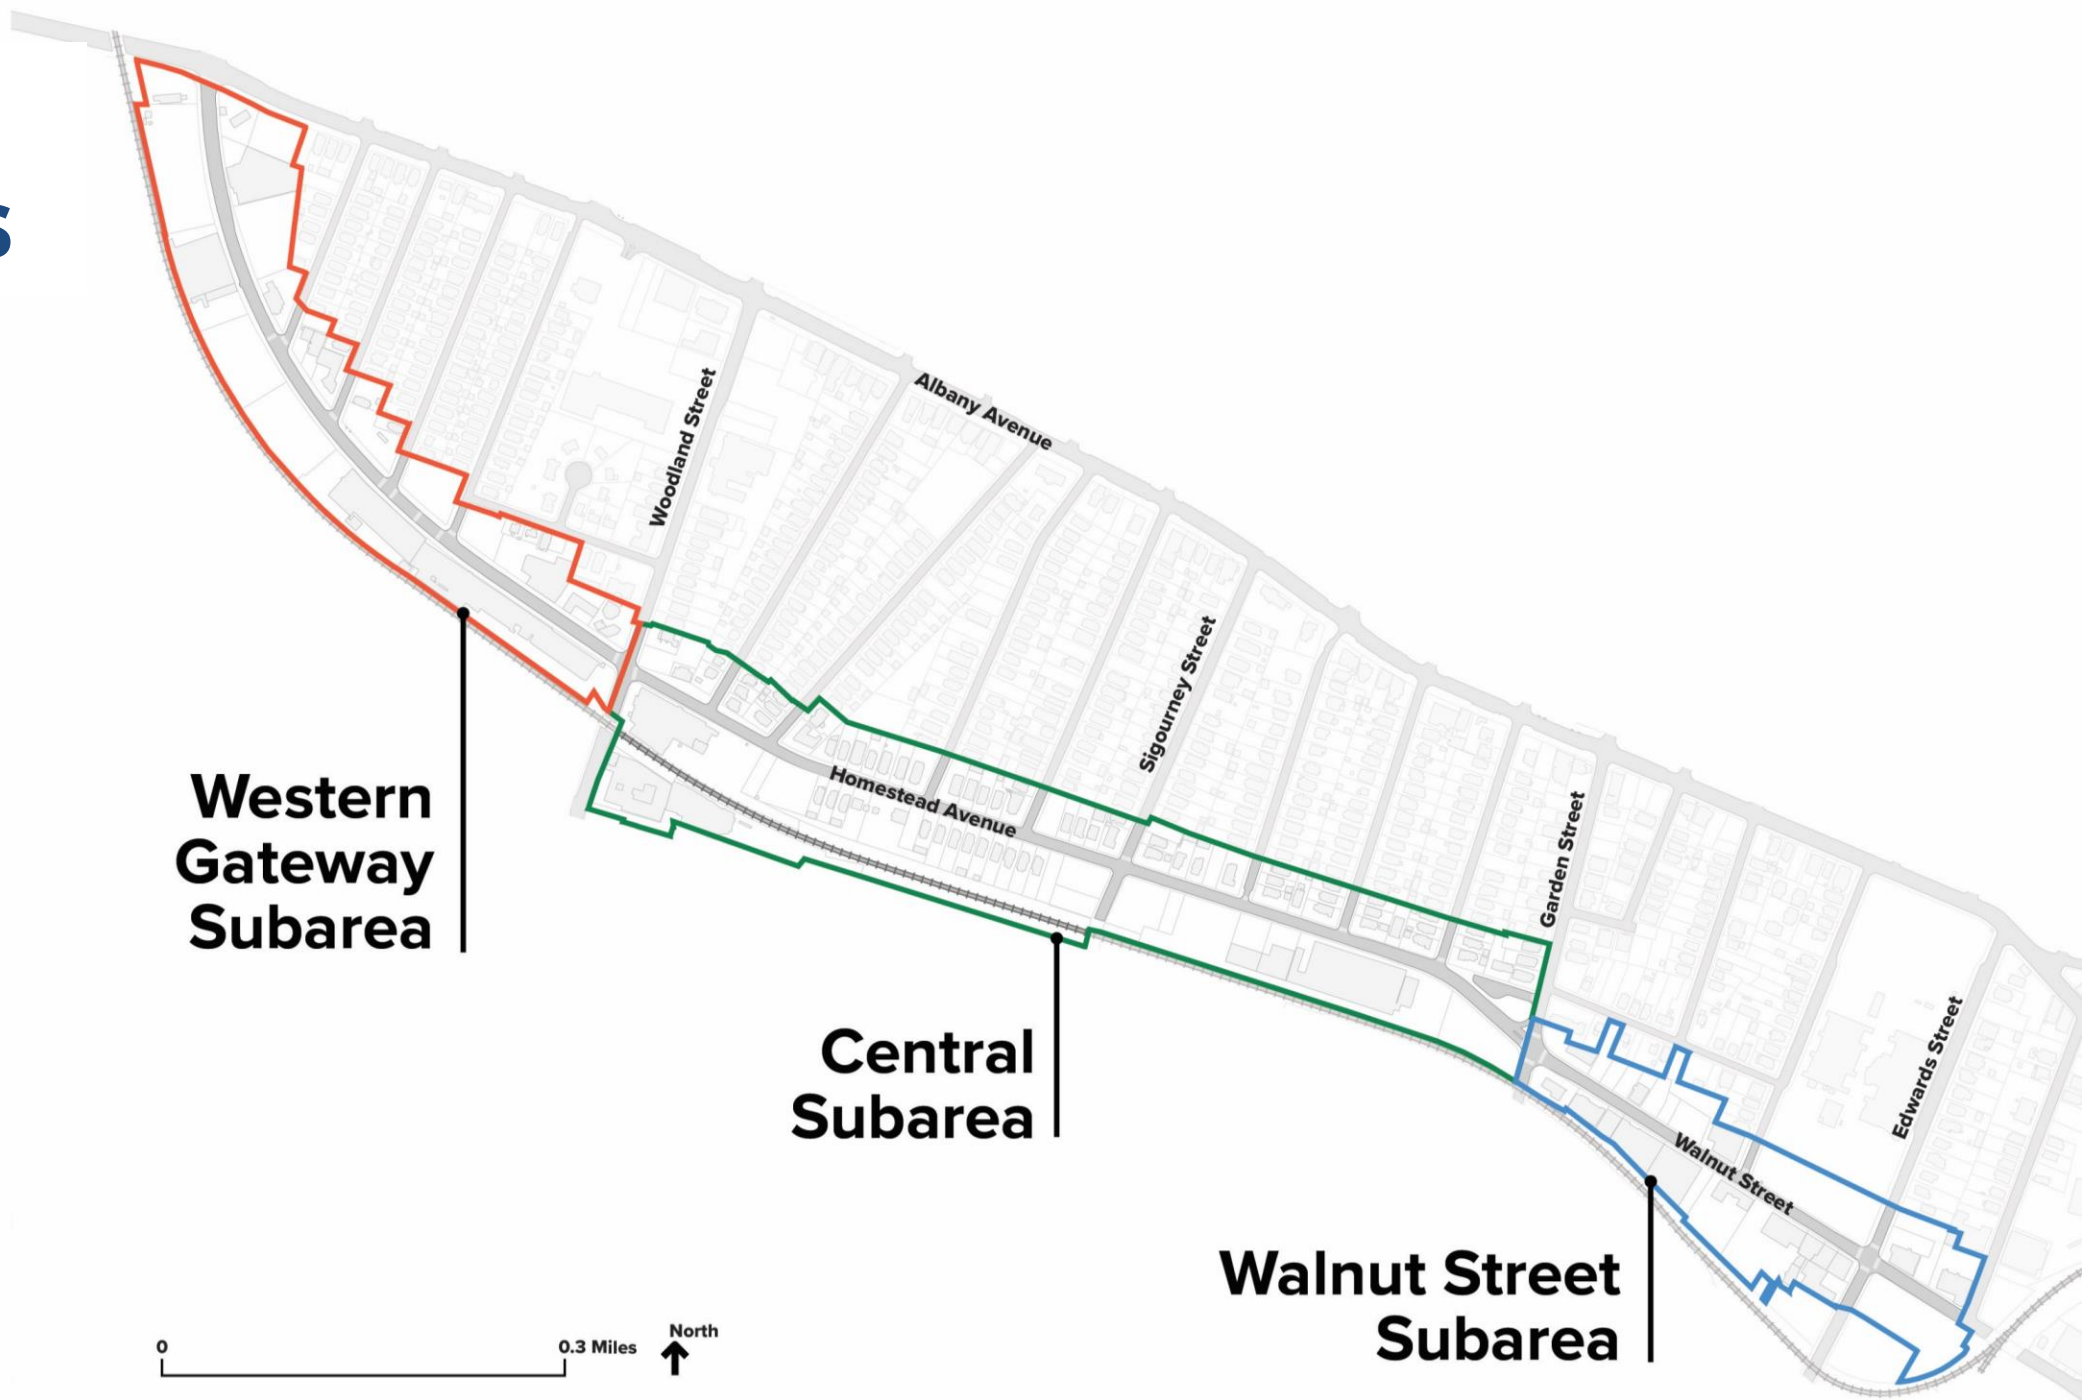 s
Albany Avenue
Woodland Street
Sigourney Street
Homestead Avenue
Western
Gateway
Subarea
Garden Street
Central
Subarea
Edwards Street
Walnut Street
Walnut Street
Subarea
0
0.3 Miles
North